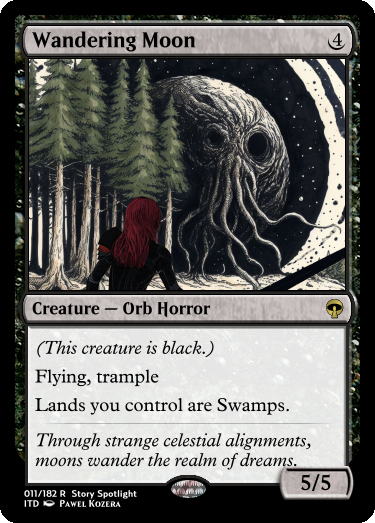 Wandering Moon 4
Creature — Orb Horror
(This creature is black.)
Flying, trample
Lands you control are Swamps.
Through strange celestial alignments,
moons wander the realm of dreams.
5/5
011/182 R Story Spotlight
ITD Pawel Kozera